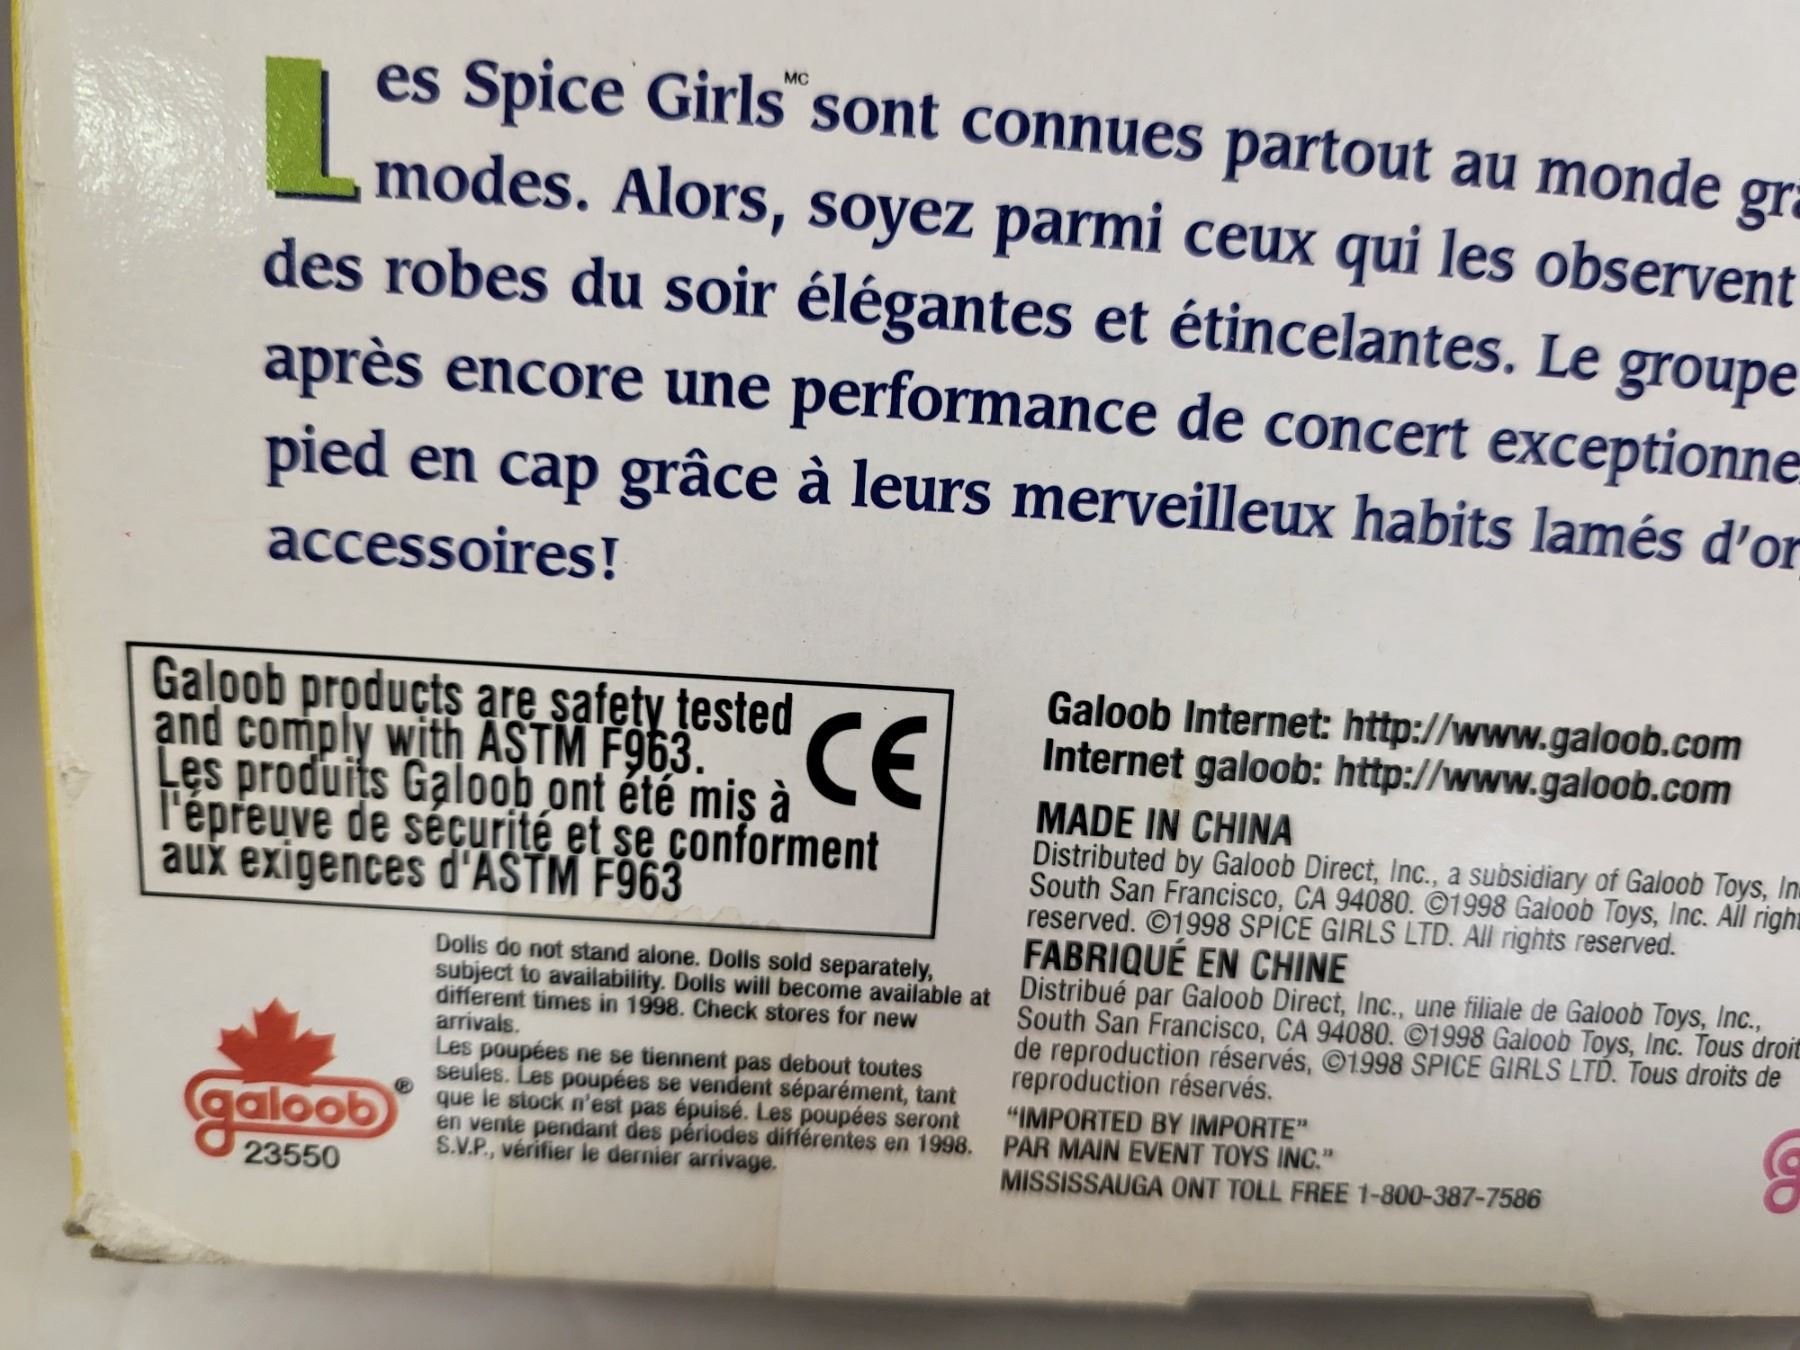 Les Spice Girls MC sont connues partout au monde
modes. Alors, soyez parmi ceux qui les observent
des robes du soir élégantes et étincelantes. Le groupe
après encore une performance de concert
pied en cap grâce à leurs merveilleux habits lamés d'or
accessoires!
Galoob products are safety tested
and comply with ASTM F963.
Les produits Galoob ont été mis à
l'épreuve de sécurité et se conforment
aux exigences d'ASTM F963
CE
Dolls do not stand alone. Dolls sold separately,
subject to availability. Dolls will become available at
different times in 1998. Check stores for new
arrivals.
Les poupées ne se tiennent pas debout toutes
seules. Les poupées se vendent séparément, tant
que le stock n'est pas épuisé. Les poupées seront
en vente pendant des périodes différentes en 1998.
S.V.P., vérifier le dernier arrivage.
galoob®
23550
Galoob Internet: http://www.galoob.com
Internet galoob: http://www.galoob.com
MADE IN CHINA
Distributed by Galoob Direct, Inc., a subsidiary of Galoob Toys,
South San Francisco, CA 94080. ©1998 Galoob Toys, Inc. All
reserved. ©1998 SPICE GIRLS LTD. All rights reserved.
FABRIQUÉ EN CHINE
Distribué par Galoob Direct, Inc., une filiale de Galoob Toys, Inc.,
South San Francisco, CA 94080. ©1998 Galoob Toys, Inc. Tous
de reproduction réservés, ©1998 SPICE GIRLS LTD. Tous droits de
reproduction réservés.
"IMPORTED BY IMPORTE"
PAR MAIN EVENT TOYS INC."
MISSISSAUGA ONT TOLL FREE 1-800-387-7586